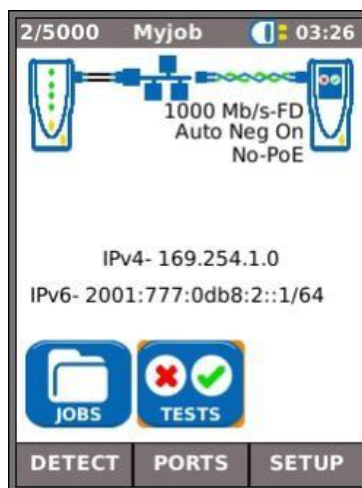 2/5000 Myjob 03:26
1000 Mb/s-FD
Auto Neg On
No-PoE
IPv4- 169.254.1.0
IPv6- 2001:777:0db8:2::1/64
JOBS TESTS
DETECT PORTS SETUP